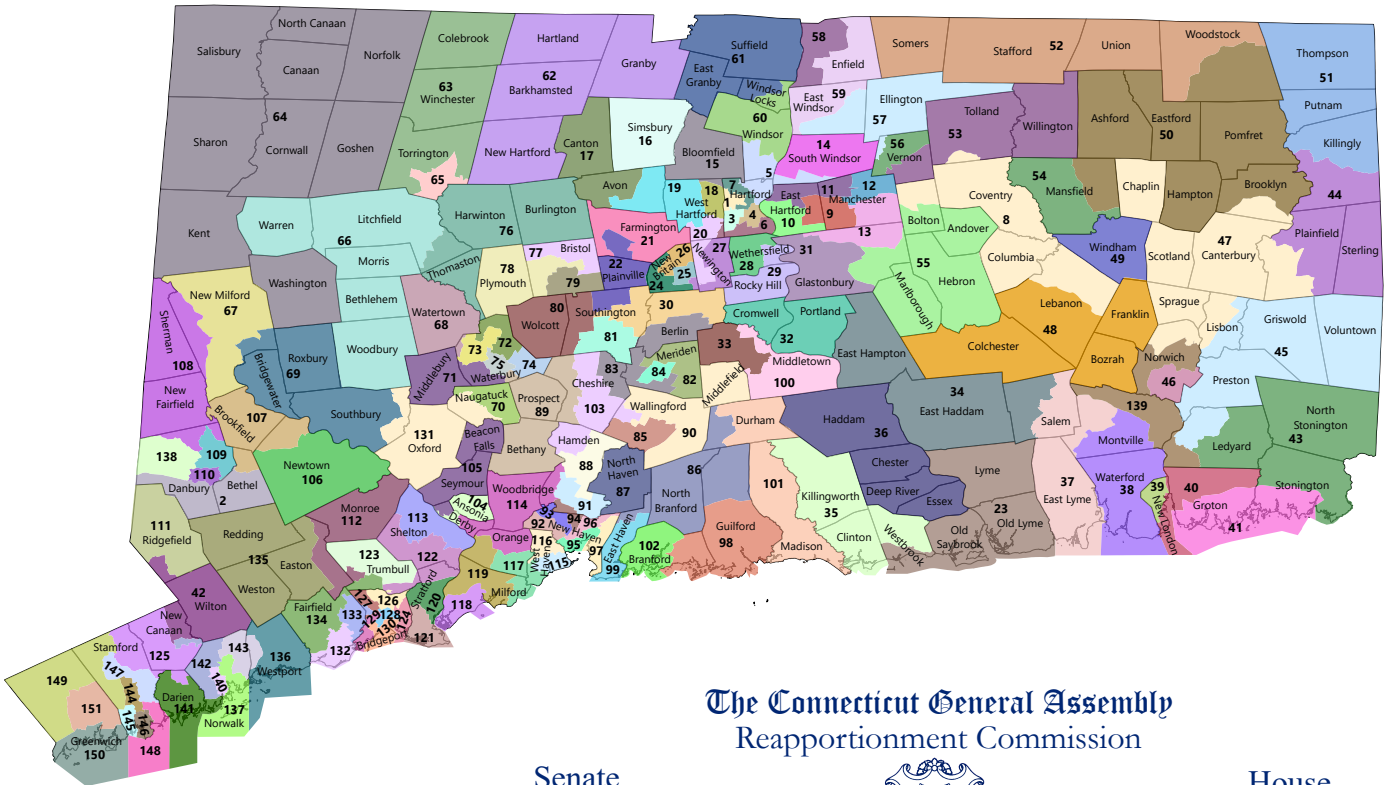 North Canaan
Colebrook
Hartland
Granby
Suffield
61
58
Enfield
Somers
Stafford
52
Union
Woodstock
Thompson
51
Salisbury
Canaan
Norfolk
63
Winchester
62
Barkhamsted
East
Granby
Windsor
Locks
East
Windsor
59
Ellington
57
Tolland
53
Willington
Ashford
Eastford
50
Pomfret
Putnam
Killingly
64
Sharon
Cornwall
Goshen
Torrington
65
New Hartford
Canton
17
Simsbury
16
Bloomfield
15
60
Windsor
14
South Windsor
56
Vernon
54
Mansfield
Chaplin
Hampton
Brooklyn
44
Kent
Warren
Litchfield
66
Morris
Harwinton
76
Burlington
Avon
19
West
Hartford
18
7
Hartford
1
3
4
5
6
East
Hartford
10
11
9
12
Manchester
13
Coventry
8
Bolton
Andover
Columbia
Windham
49
Scotland
47
Canterbury
Plainfield
Sterling
Farmington
21
20
Newington
27
Wethersfield
28
29
Rocky Hill
31
Glastonbury
55
Hebron
Marlborough
Washington
Bethlehem
Thomaston
78
Plymouth
77
Bristol
79
22
Plainville
New
Britain
26
25
24
New Milford
67
Sherman
108
New
Fairfield
Bridgewater
Roxbury
69
Woodbury
Watertown
68
80
Wolcott
Southington
81
30
Berlin
Cromwell
Portland
32
East Hampton
Lebanon
48
Colchester
Franklin
Bozrah
Sprague
Lisbon
Griswold
45
Voluntown
Norwich
46
Preston
Middlebury
71
73
72
75
74
Waterbury
Naugatuck
70
Prospect
89
Cheshire
103
83
Meriden
84
82
33
Middlefield
Middletown
100
Brookfield
107
Southbury
131
Oxford
Beacon
Falls
Bethany
Hamden
88
Wallingford
85
90
Durham
Haddam
36
34
East Haddam
Salem
139
Montville
Ledyard
North
Stonington
43
138
109
110
Danbury
Bethel
2
Newtown
106
105
Seymour
Woodbridge
114
North
Haven
87
86
North
Branford
101
Killingworth
35
Chester
Deep River
Essex
Lyme
37
East Lyme
Waterford
38
39
New London
40
Groton
41
Stonington
111
Ridgefield
Redding
135
Easton
Monroe
112
113
Shelton
104
Ansonia
Derby
Orange
92
93
91
94
96
New Haven
116
95
97
West
Haven
115
East Haven
99
102
Branford
Guilford
98
Madison
Clinton
Westbrook
Old
Saybrook
23
Old Lyme
42
Wilton
Weston
123
Trumbull
122
Stratford
120
119
117
Milford
118
121
New
Canaan
125
Fairfield
134
133
132
127
126
129
128
124
130
Bridgeport
Stamford
147
142
143
140
136
Westport
149
151
144
145
146
Darien
141
137
Norwalk
Greenwich
150
148
The Connecticut General Assembly
Reapportionment Commission
Senate
House